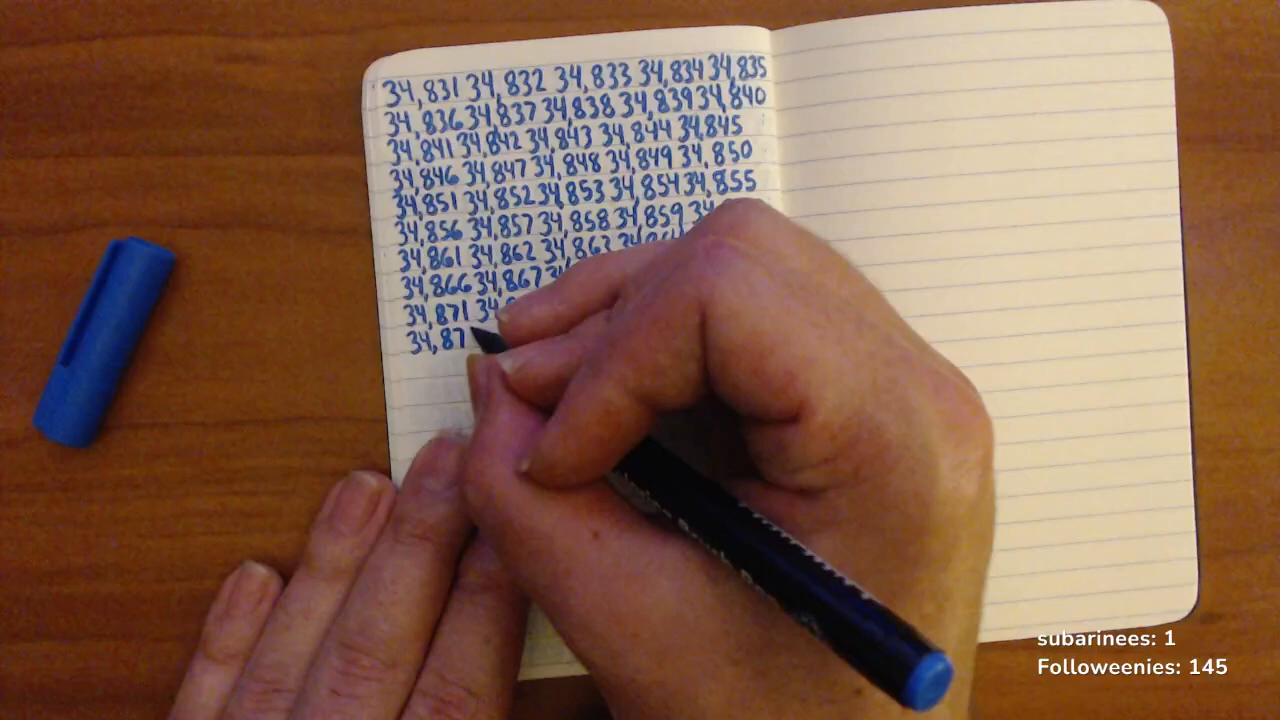 34,831 34,832 34,833 34,834 34,835
34,836 34,837 34,838 34,839 34,840
34,841 34,842 34,843 34,844 34,845
34,846 34,847 34,848 34,849 34,850
34,851 34,852 34,853 34,854 34,855
34,856 34,857 34,858 34,859 34,
34,861 34,862 34,863 34,864
34,866 34,867
34,871 34,
34,87
subarinees: 1
Followeenies: 145